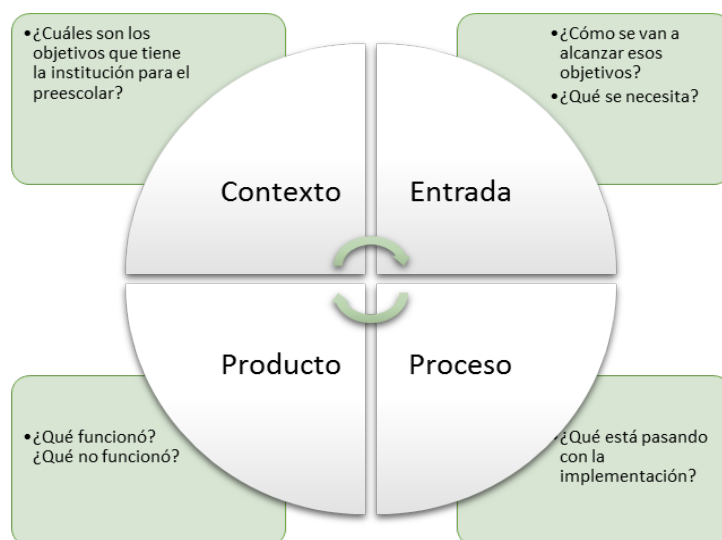 •¿Cuáles son los
objetivos que tiene
la institución para el
preescolar?
•¿Cómo se van a
alcanzar esos
objetivos?
•¿Qué se necesita?
Contexto
Entrada
Producto
Proceso
•¿Qué funcionó?
¿Qué no funcionó?
•¿Qué está pasando
con la
implementación?